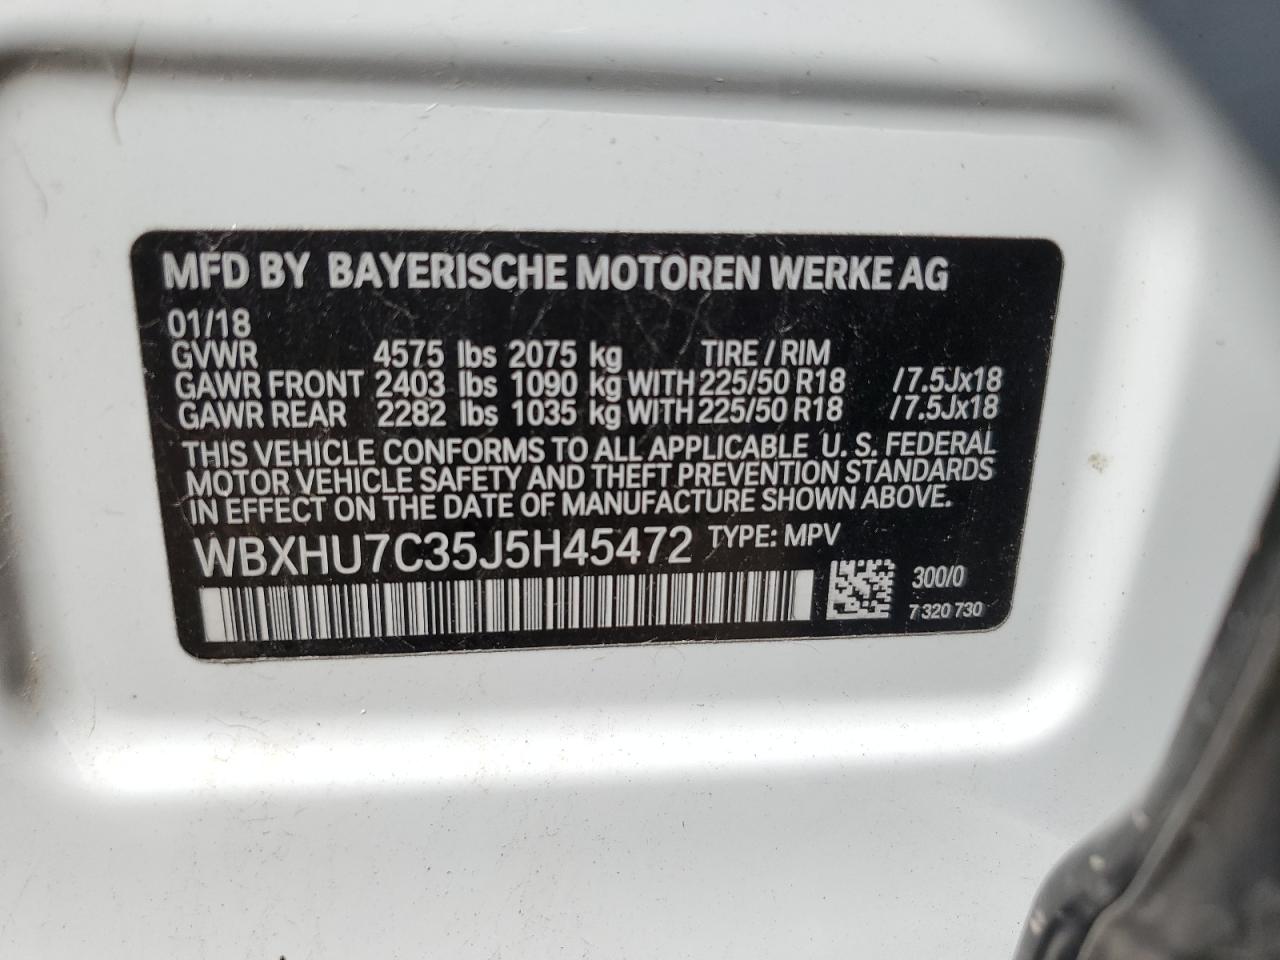 MFD BY BAYERISCHE MOTOREN WERKE AG
01/18
GVWR 4575 lbs 2075 kg TIRE / RIM
GAWR FRONT 2403 lbs 1090 kg WITH 225/50 R18 /7.5Jx18
GAWR REAR 2282 lbs 1035 kg WITH 225/50 R18 /7.5Jx18
THIS VEHICLE CONFORMS TO ALL APPLICABLE U. S. FEDERAL
MOTOR VEHICLE SAFETY AND THEFT PREVENTION STANDARDS
IN EFFECT ON THE DATE OF MANUFACTURE SHOWN ABOVE.
WBXHU7C35J5H45472 TYPE: MPV
300/0
7 320 730